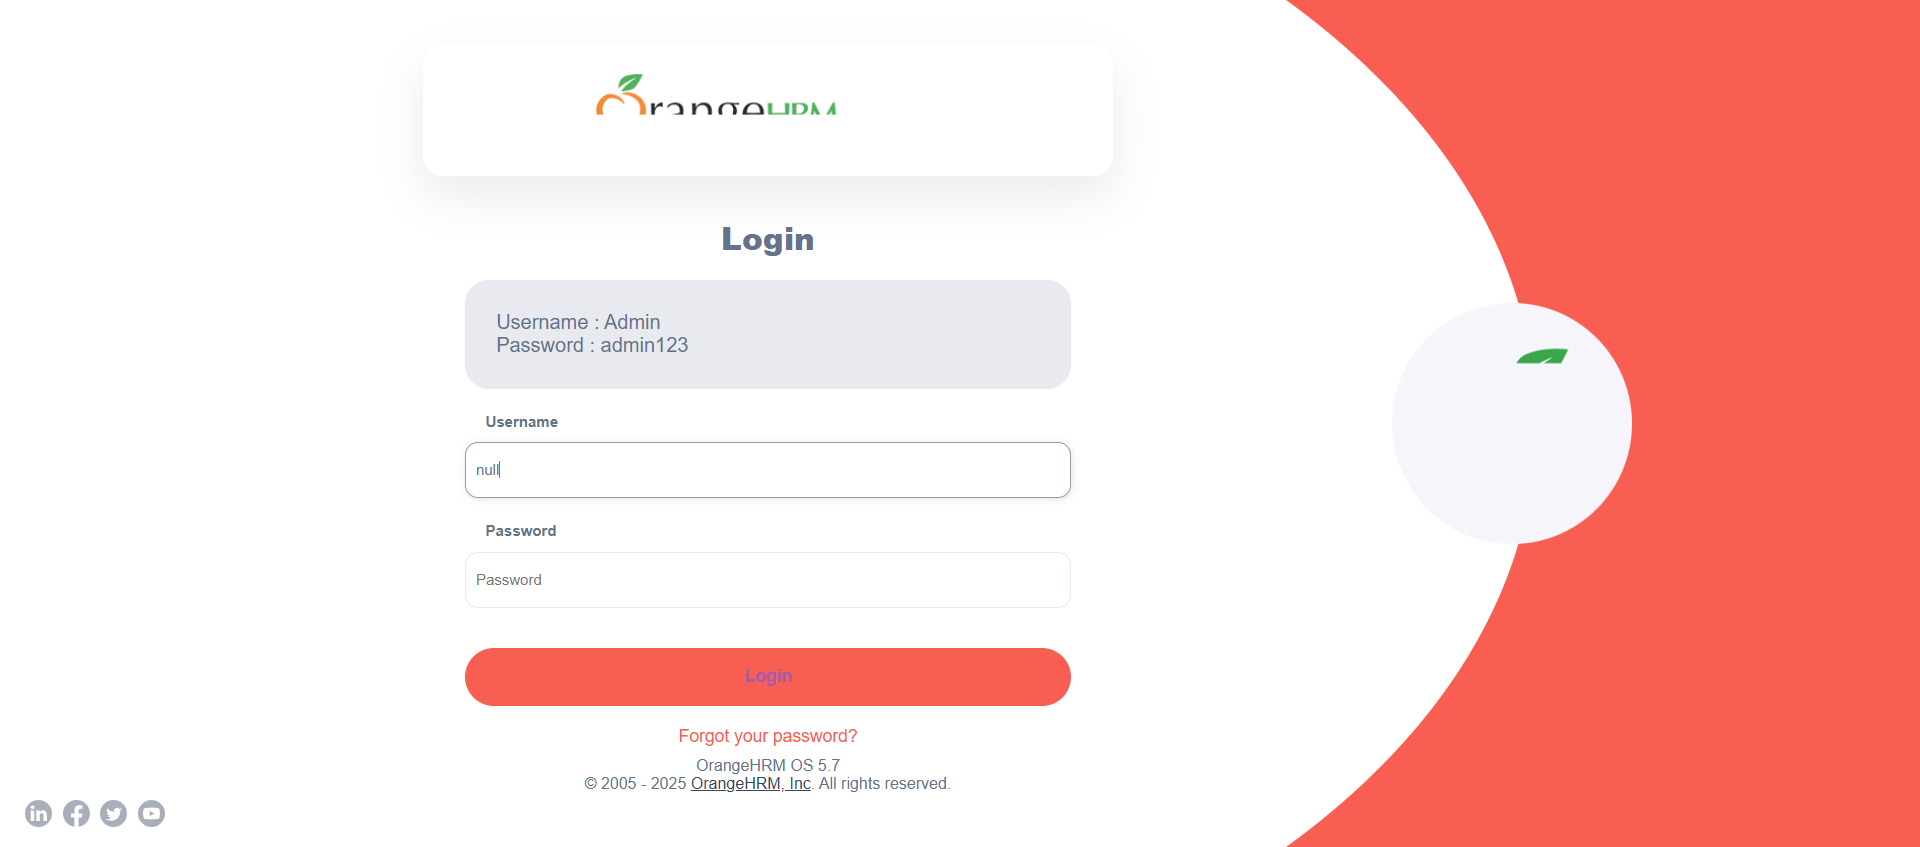 OrangeHRM
Login
Username : Admin
Password : admin123
Username
null
Password
Password
Login
Forgot your password?
OrangeHRM OS 5.7
© 2005 - 2025 OrangeHRM, Inc. All rights reserved.
in